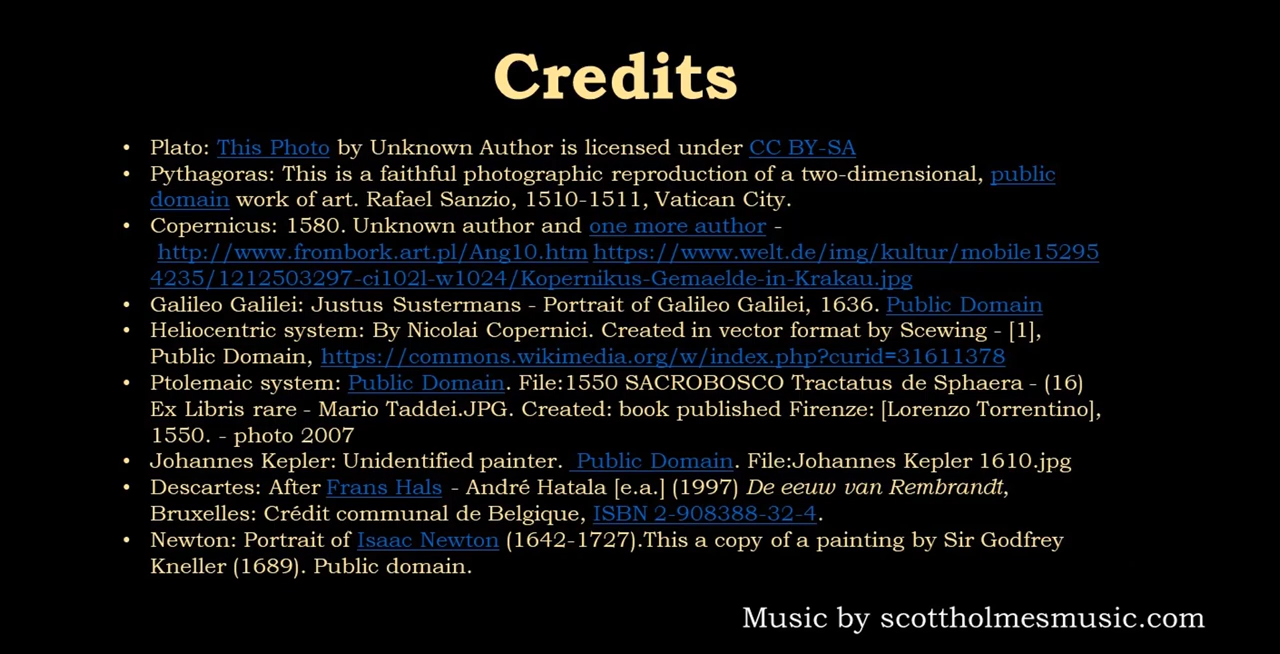 Credits
• Plato: This Photo by Unknown Author is licensed under CC BY-SA
• Pythagoras: This is a faithful photographic reproduction of a two-dimensional, public
domain work of art. Rafael Sanzio, 1510-1511, Vatican City.
• Copernicus: 1580. Unknown author and one more author -
http://www.frombork.art.pl/Ang10.htm https://www.welt.de/img/kultur/mobile15295
4235/1212503297-ci102l-w1024/Kopernikus-Gemaelde-in-Krakau.jpg
• Galileo Galilei: Justus Sustermans - Portrait of Galileo Galilei, 1636. Public Domain
• Heliocentric system: By Nicolai Copernici. Created in vector format by Scewing - [1],
Public Domain, https://commons.wikimedia.org/w/index.php?curid=31611378
• Ptolemaic system: Public Domain. File:1550 SACROBOSCO Tractatus de Sphaera - (16)
Ex Libris rare - Mario Taddei.JPG. Created: book published Firenze: [Lorenzo Torrentino],
1550. - photo 2007
• Johannes Kepler: Unidentified painter. Public Domain. File:Johannes Kepler 1610.jpg
• Descartes: After Frans Hals - André Hatala [e.a.] (1997) De eeuw van Rembrandt,
Bruxelles: Crédit communal de Belgique, ISBN 2-908388-32-4.
• Newton: Portrait of Isaac Newton (1642-1727).This a copy of a painting by Sir Godfrey
Kneller (1689). Public domain.
Music by scottholmesmusic.com